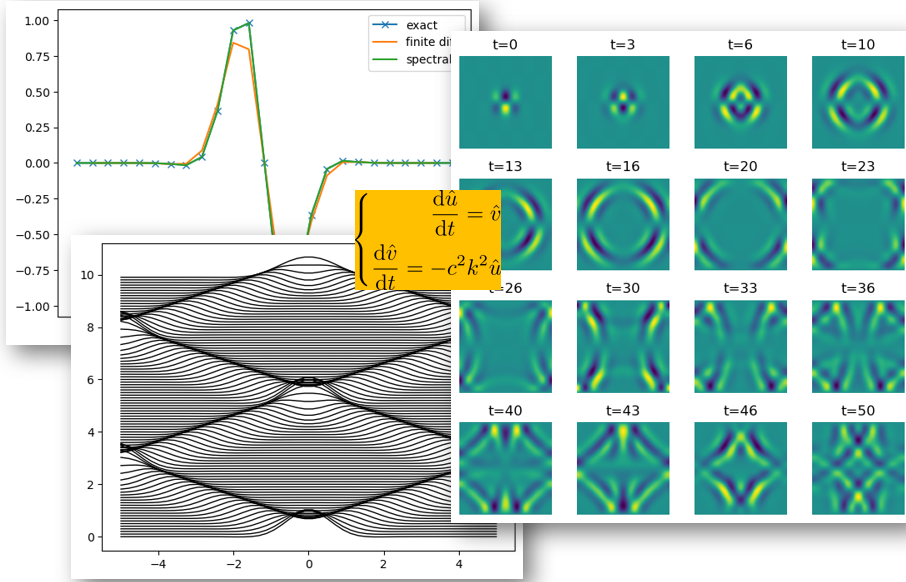 1.00
0.75
0.50
0.25
0.00
−0.25
−0.50
−0.75
−1.00
exact
finite di
spectral
t=0 t=3 t=6 t=10
t=13 t=16 t=20 t=23
t=26 t=30 t=33 t=36
t=40 t=43 t=46 t=50
dû/dt = v̂
dv̂/dt = −c²k²û
10
8
6
4
2
0
−4 −2 0 2 4